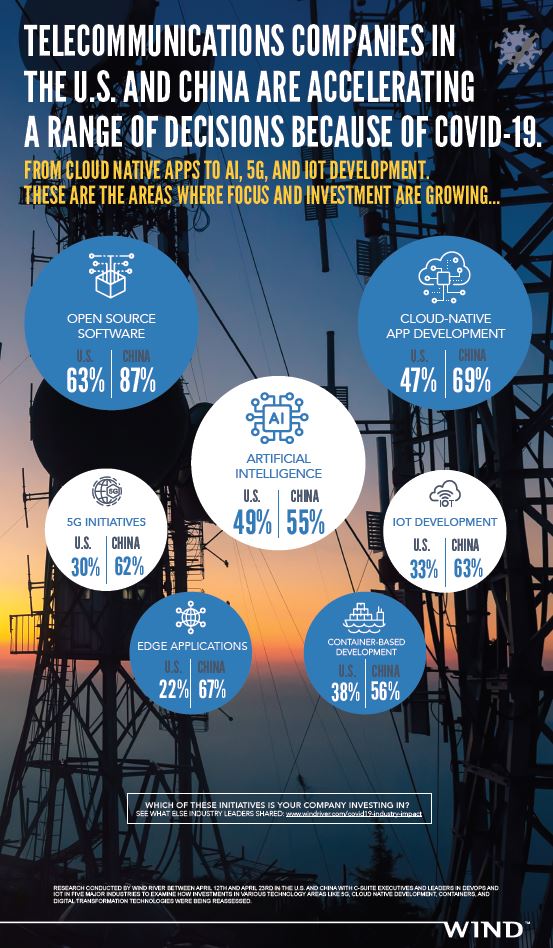 TELECOMMUNICATIONS COMPANIES IN
THE U.S. AND CHINA ARE ACCELERATING
A RANGE OF DECISIONS BECAUSE OF COVID-19.
FROM CLOUD NATIVE APPS TO AI, 5G, AND IOT DEVELOPMENT.
THESE ARE THE AREAS WHERE FOCUS AND INVESTMENT ARE GROWING...
OPEN SOURCE
SOFTWARE
U.S. CHINA
63% 87%
CLOUD-NATIVE
APP DEVELOPMENT
U.S. CHINA
47% 69%
AI
ARTIFICIAL
INTELLIGENCE
U.S. CHINA
49% 55%
5G
5G INITIATIVES
U.S. CHINA
30% 62%
IOT
IOT DEVELOPMENT
U.S. CHINA
33% 63%
EDGE APPLICATIONS
U.S. CHINA
22% 67%
CONTAINER-BASED
DEVELOPMENT
U.S. CHINA
38% 56%
WHICH OF THESE INITIATIVES IS YOUR COMPANY INVESTING IN?
SEE WHAT ELSE INDUSTRY LEADERS SHARED: www.windriver.com/covid19-industry-impact
RESEARCH CONDUCTED BY WIND RIVER BETWEEN APRIL 12TH AND APRIL 23RD IN THE U.S. AND CHINA WITH C-SUITE EXECUTIVES AND LEADERS IN DEVOPS AND
IOT IN FIVE MAJOR INDUSTRIES TO EXAMINE HOW INVESTMENTS IN VARIOUS TECHNOLOGY AREAS LIKE 5G, CLOUD NATIVE DEVELOPMENT, CONTAINERS, AND
DIGITAL TRANSFORMATION TECHNOLOGIES WERE BEING REASSESSED.
WIND™